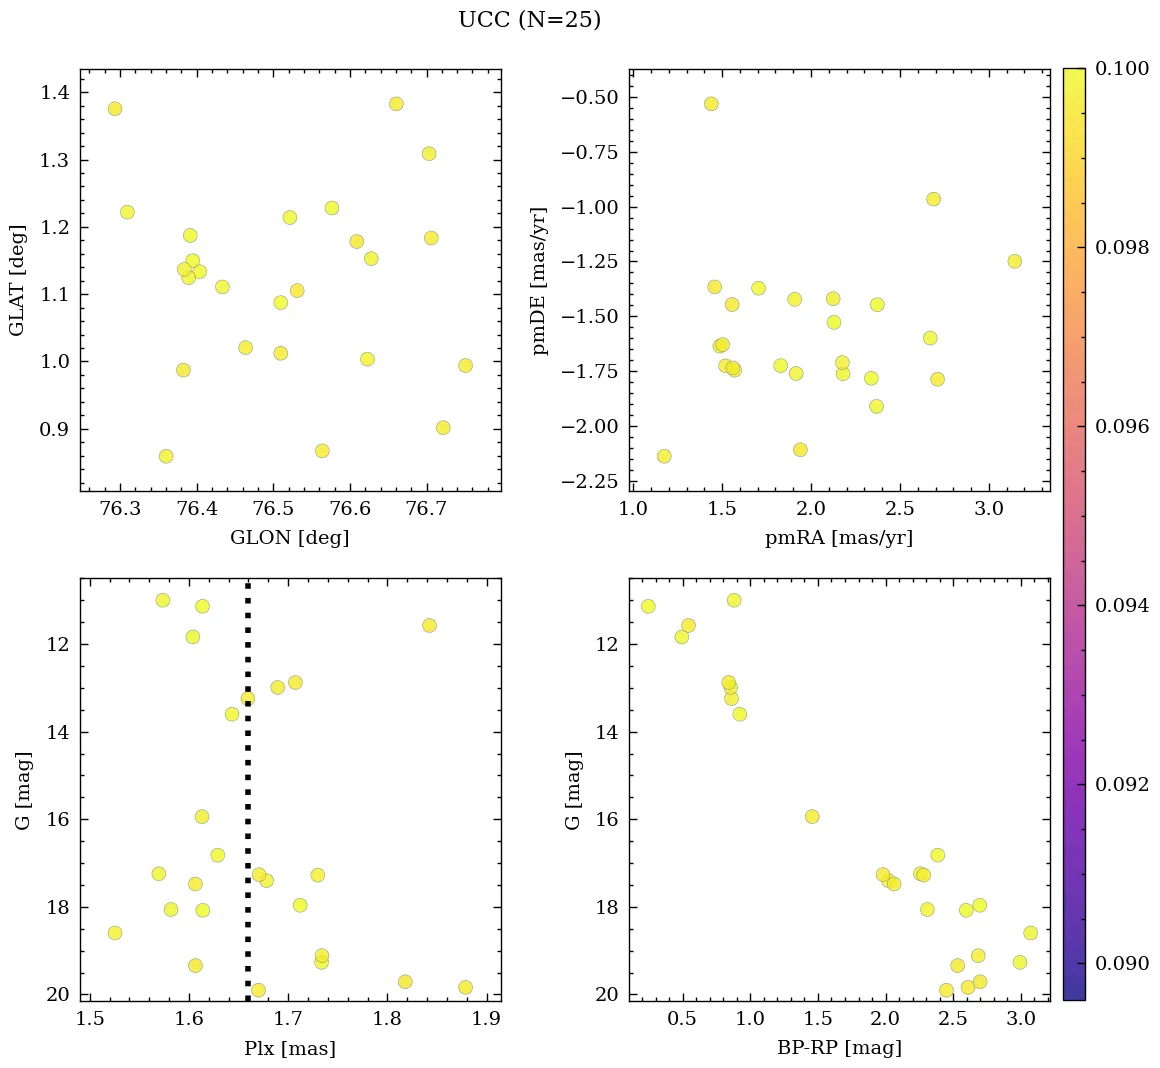 UCC (N=25)
1.4
1.3
1.2
1.1
1.0
0.9
GLAT [deg]
76.3 76.4 76.5 76.6 76.7
GLON [deg]
−0.50
−0.75
−1.00
−1.25
−1.50
−1.75
−2.00
−2.25
pmDE [mas/yr]
1.0 1.5 2.0 2.5 3.0
pmRA [mas/yr]
12
14
16
18
20
G [mag]
1.5 1.6 1.7 1.8 1.9
Plx [mas]
12
14
16
18
20
G [mag]
0.5 1.0 1.5 2.0 2.5 3.0
BP-RP [mag]
0.100
0.098
0.096
0.094
0.092
0.090